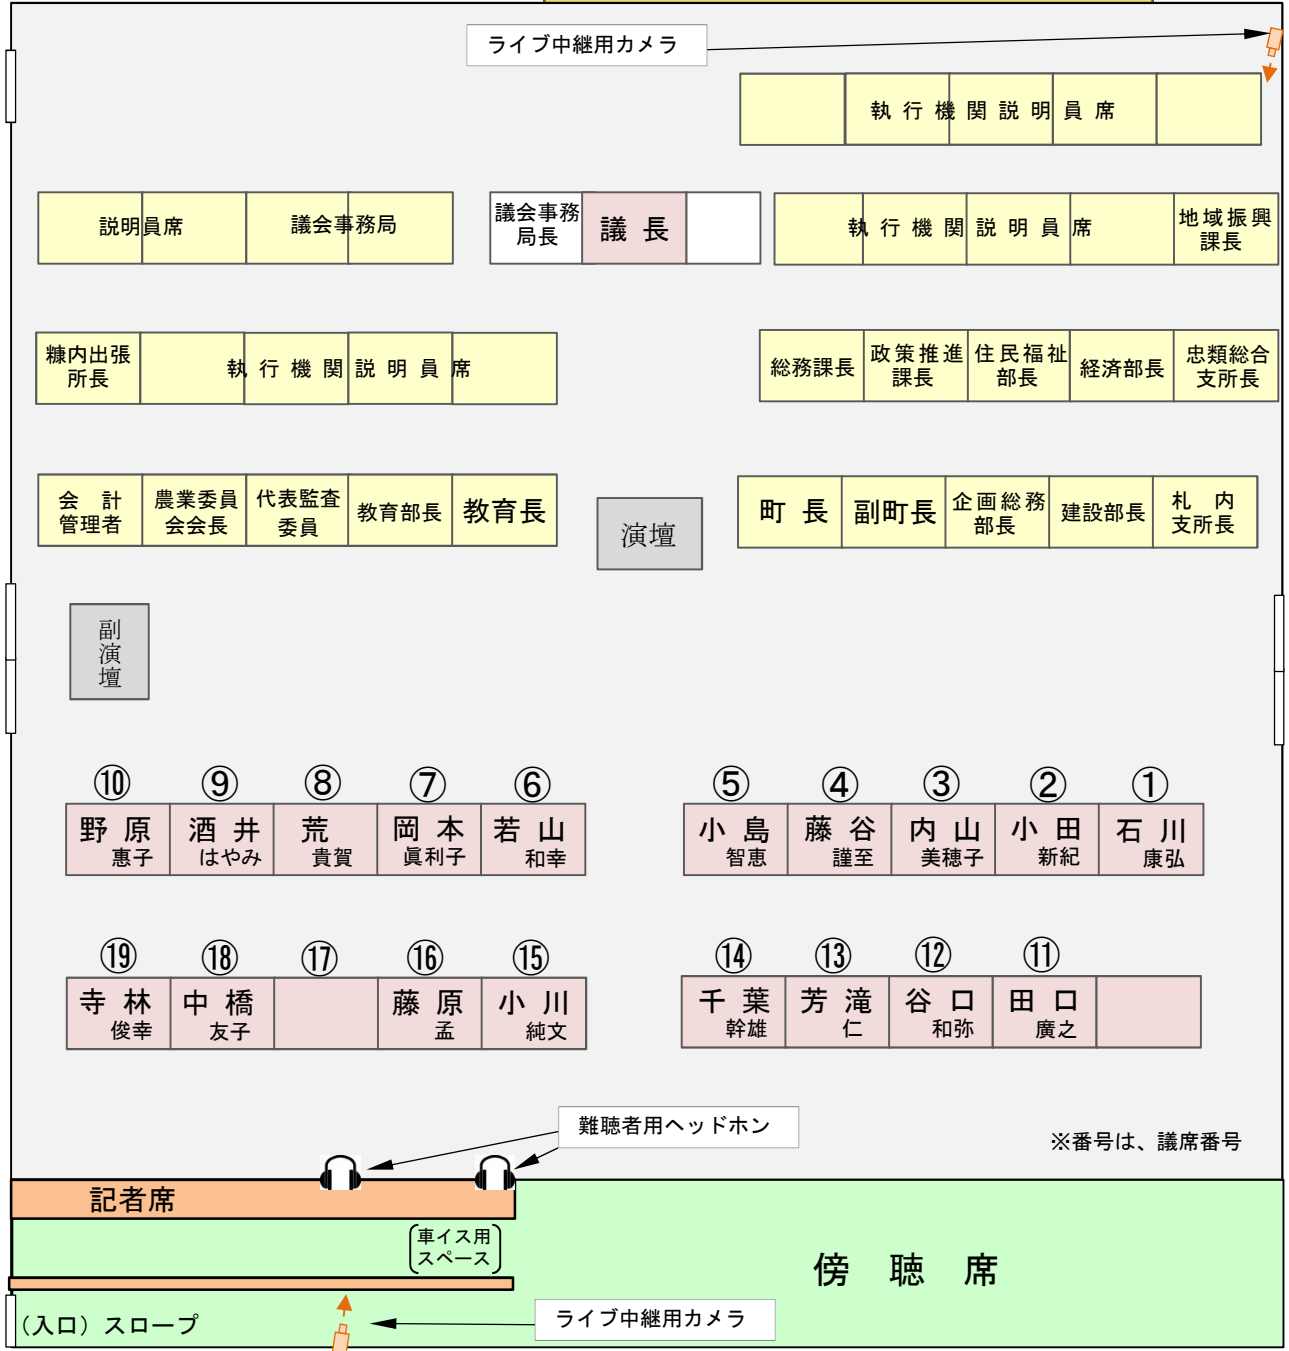 ライブ中継用カメラ
執行機関説明員席
説明員席
議会事務局
議会事務
局長
議長
執行機関説明員席
地域振興
課長
糠内出張
所長
執行機関説明員席
総務課長
政策推進
課長
住民福祉
部長
経済部長
忠類総合
支所長
会計
管理者
農業委員
会会長
代表監査
委員
教育部長
教育長
演壇
町長
副町長
企画総務
部長
建設部長
札内
支所長
副演壇
⑩ ⑨ ⑧ ⑦ ⑥ ⑤ ④ ③ ② ①
野原
惠子
酒井
はやみ
荒
貴賀
岡本
眞利子
若山
和幸
小島
智恵
藤谷
謹至
内山
美穂子
小田
新紀
石川
康弘
⑲ ⑱ ⑰ ⑯ ⑮ ⑭ ⑬ ⑫ ⑪
寺林
俊幸
中橋
友子
藤原
孟
小川
純文
千葉
幹雄
芳滝
仁
谷口
和弥
田口
廣之
難聴者用ヘッドホン
※番号は、議席番号
記者席
車イス用
スペース
傍聴席
(入口）スロープ
ライブ中継用カメラ